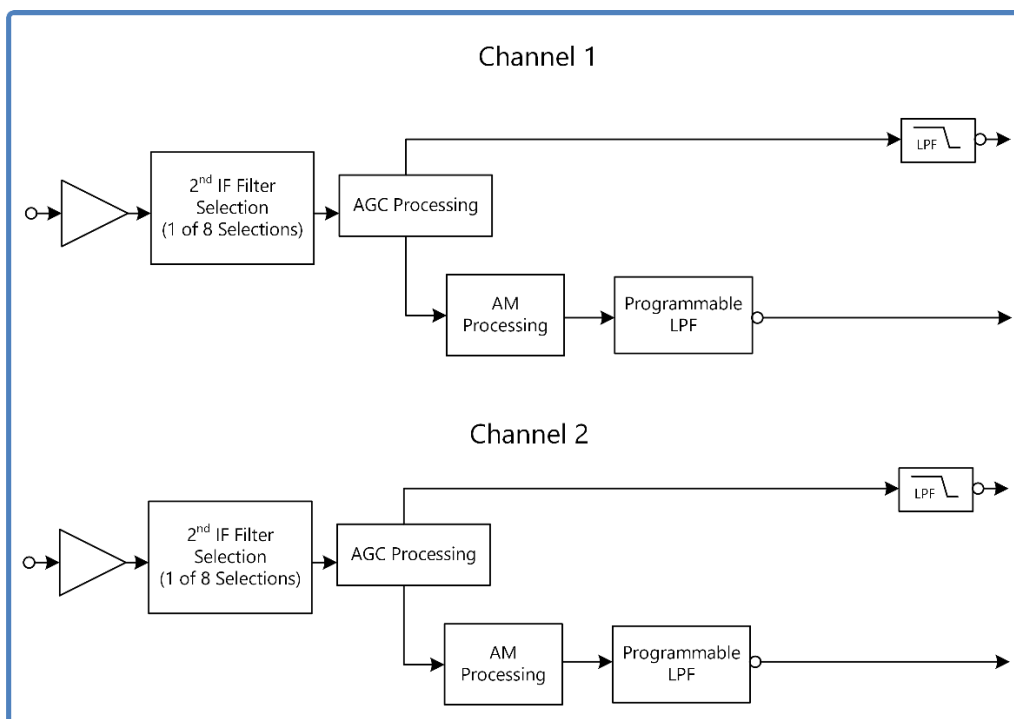 Channel 1
LPF
2nd IF Filter
Selection
(1 of 8 Selections)
AGC Processing
AM
Processing
Programmable
LPF
Channel 2
LPF
2nd IF Filter
Selection
(1 of 8 Selections)
AGC Processing
AM
Processing
Programmable
LPF